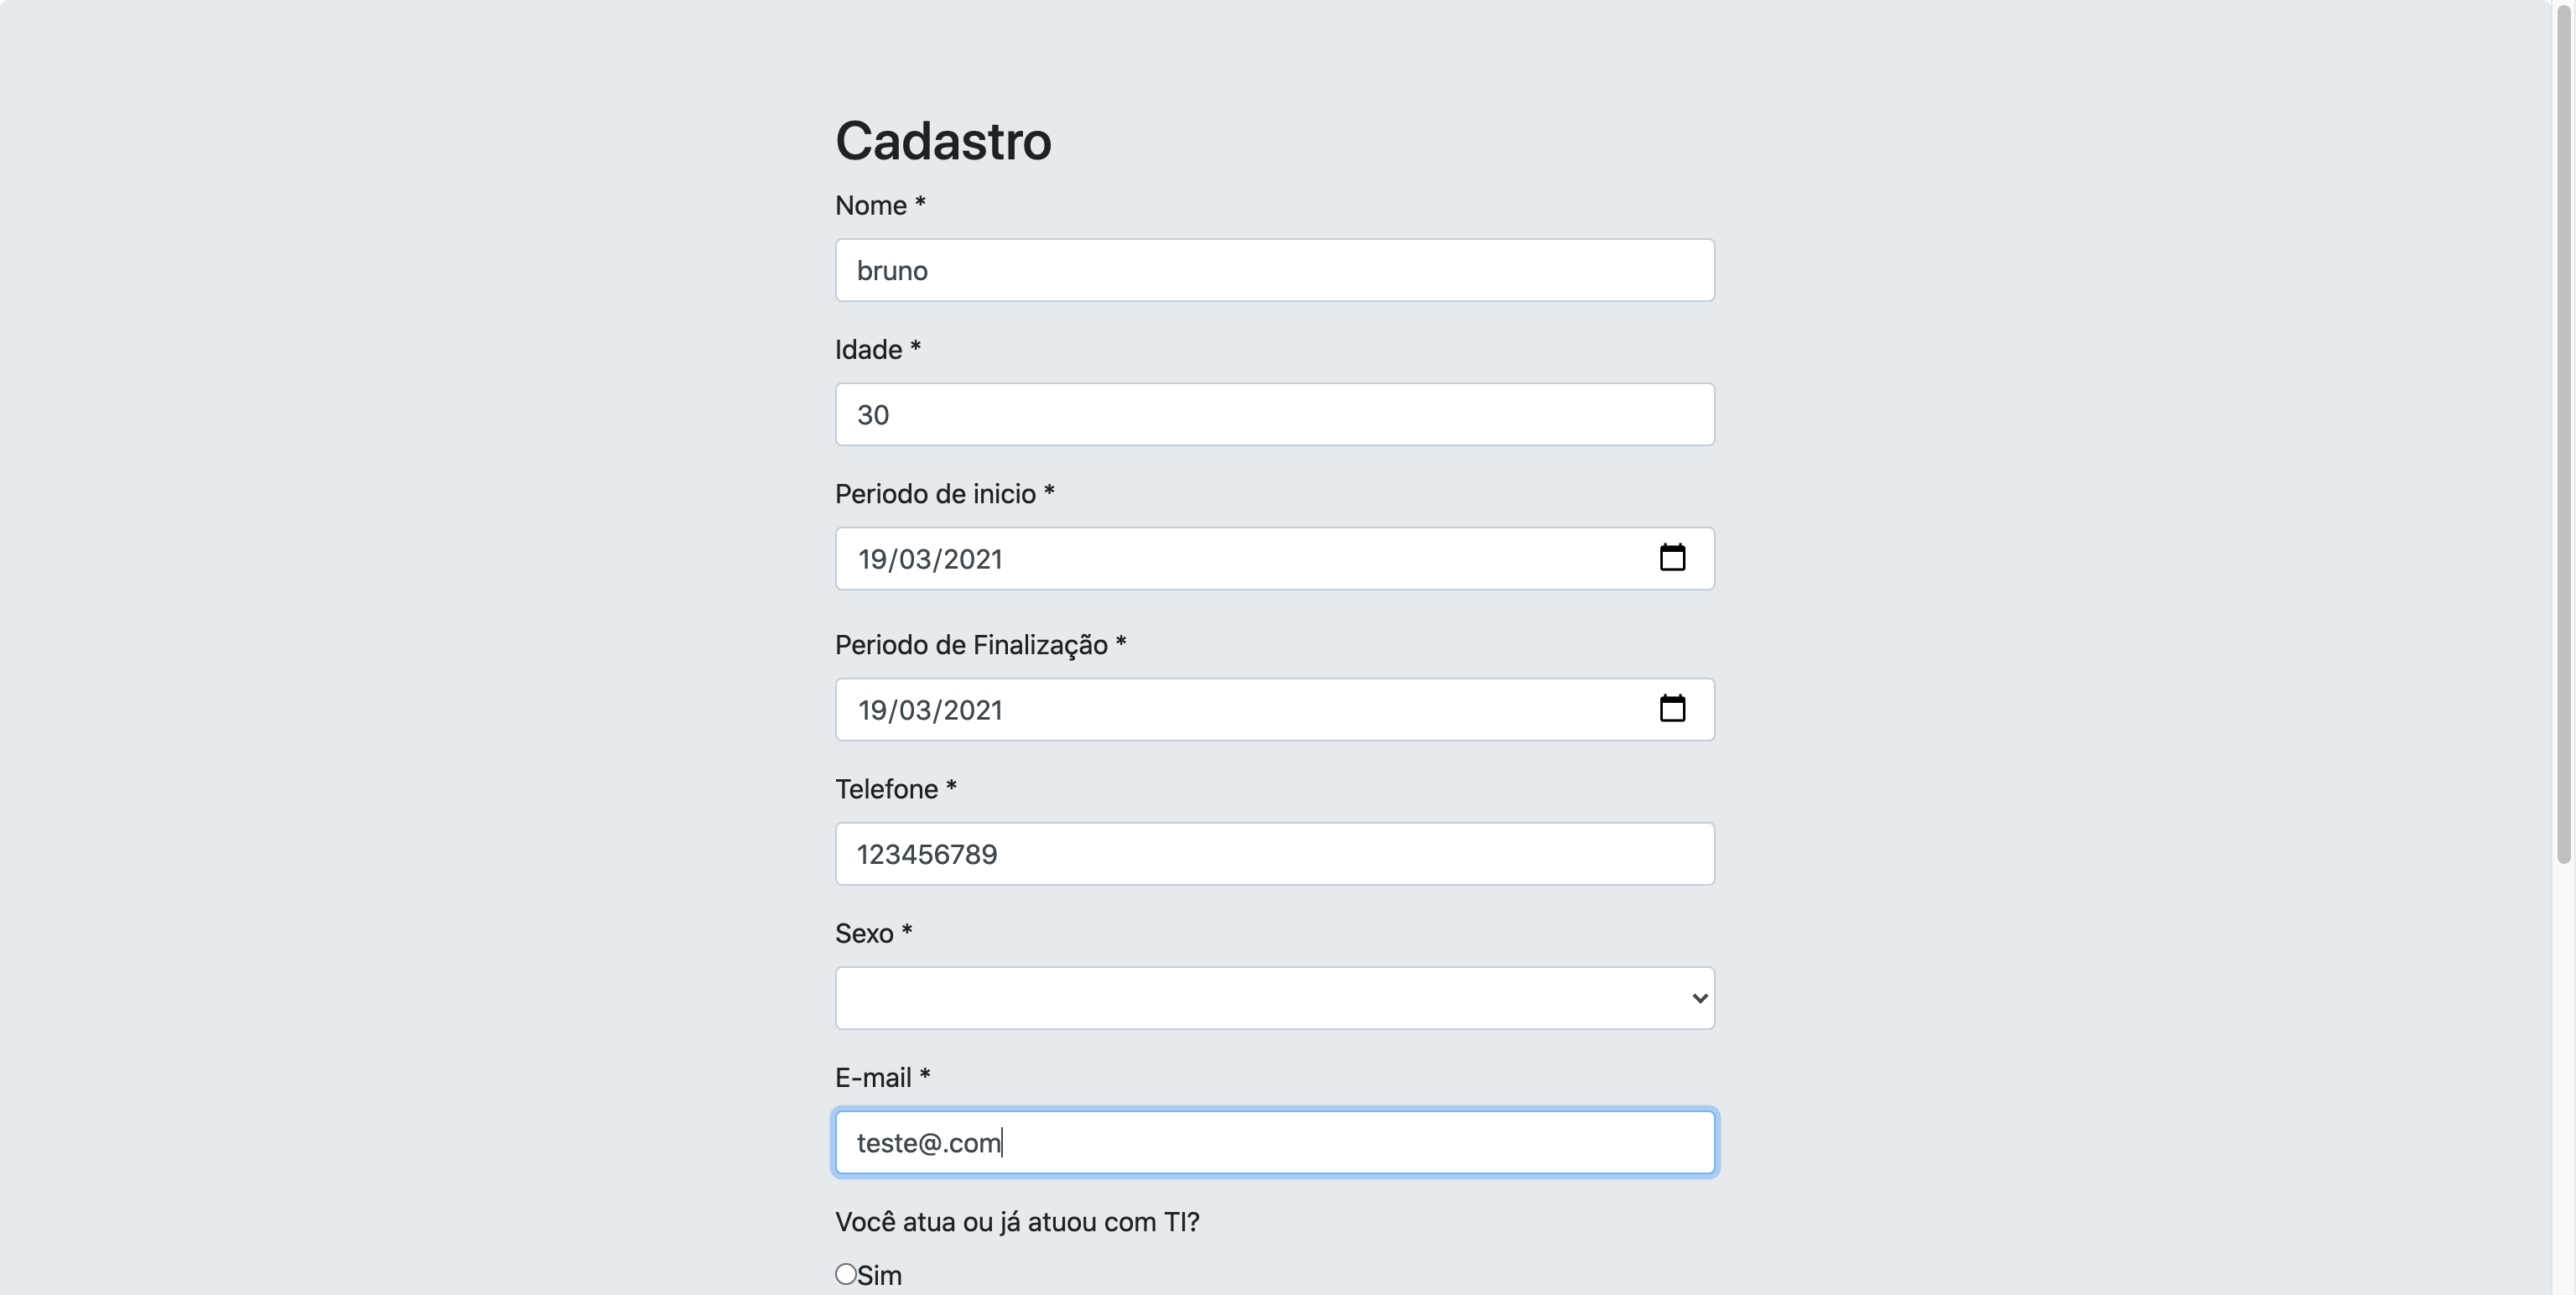 Cadastro
Nome *
bruno
Idade *
30
Periodo de inicio *
19/03/2021
Periodo de Finalização *
19/03/2021
Telefone *
123456789
Sexo *
E-mail *
teste@.com
Você atua ou já atuou com TI?
Sim